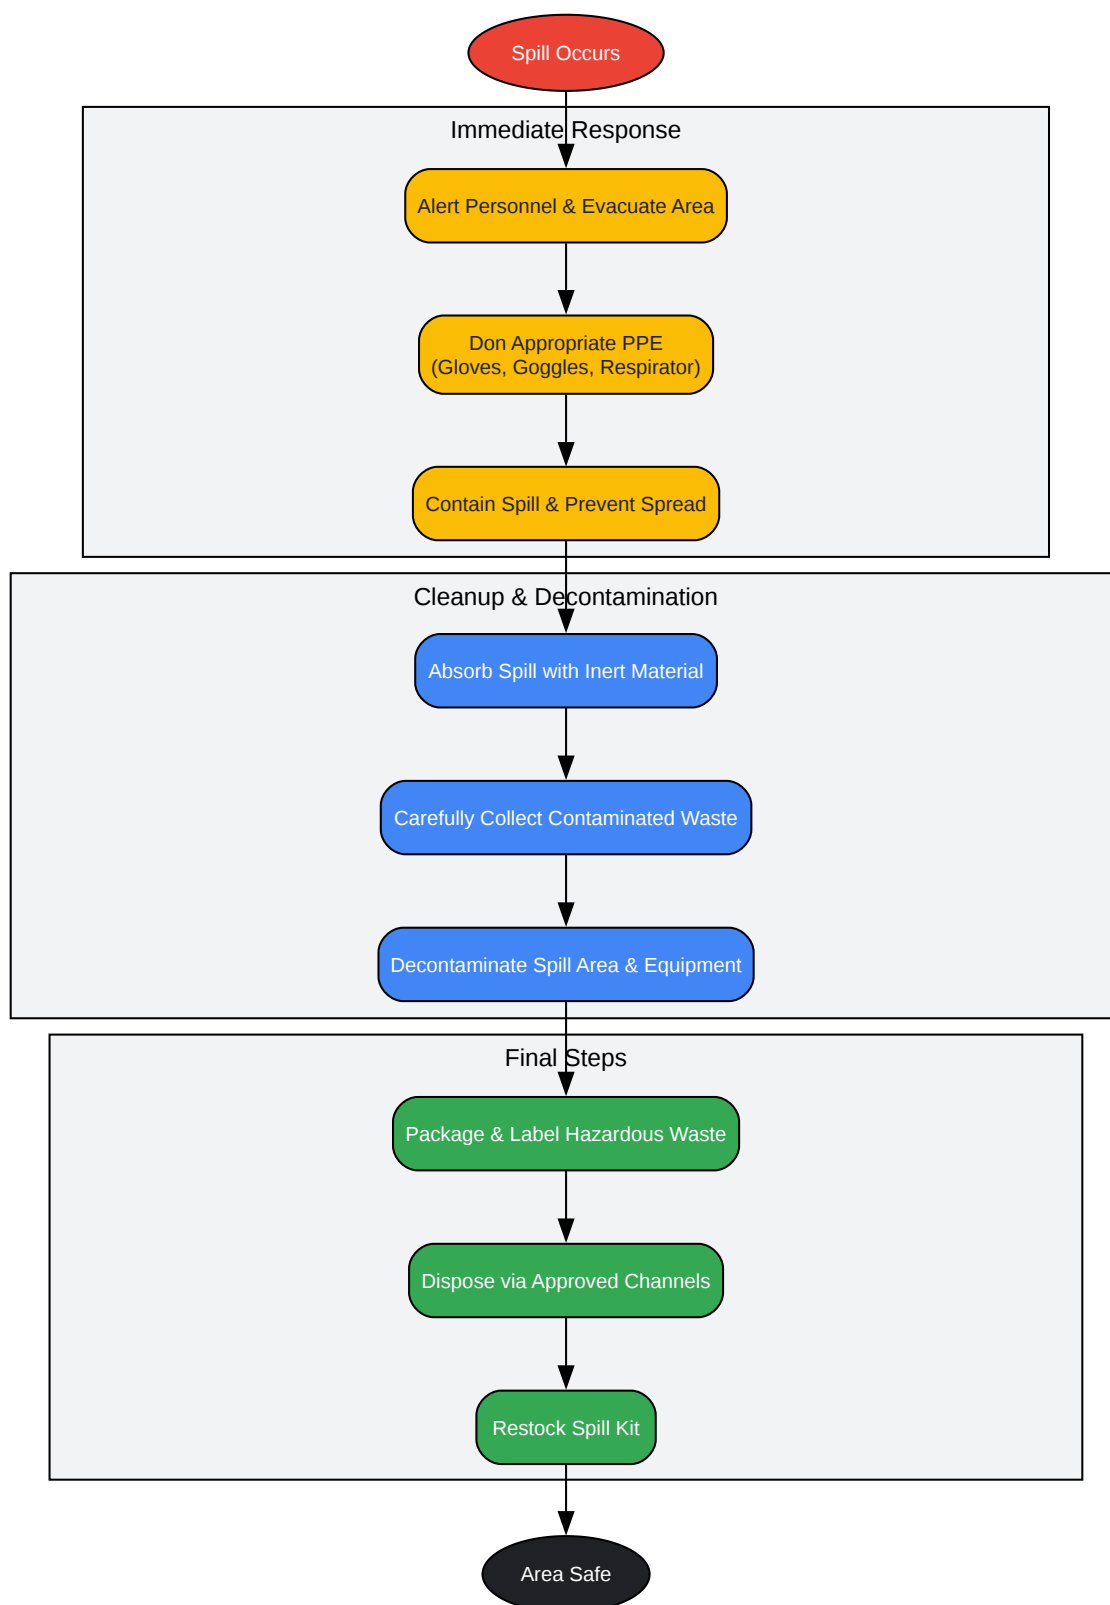 Spill Occurs
Immediate Response
Alert Personnel & Evacuate Area
Don Appropriate PPE
(Gloves, Goggles, Respirator)
Contain Spill & Prevent Spread
Cleanup & Decontamination
Absorb Spill with Inert Material
Carefully Collect Contaminated Waste
Decontaminate Spill Area & Equipment
Final Steps
Package & Label Hazardous Waste
Dispose via Approved Channels
Restock Spill Kit
Area Safe